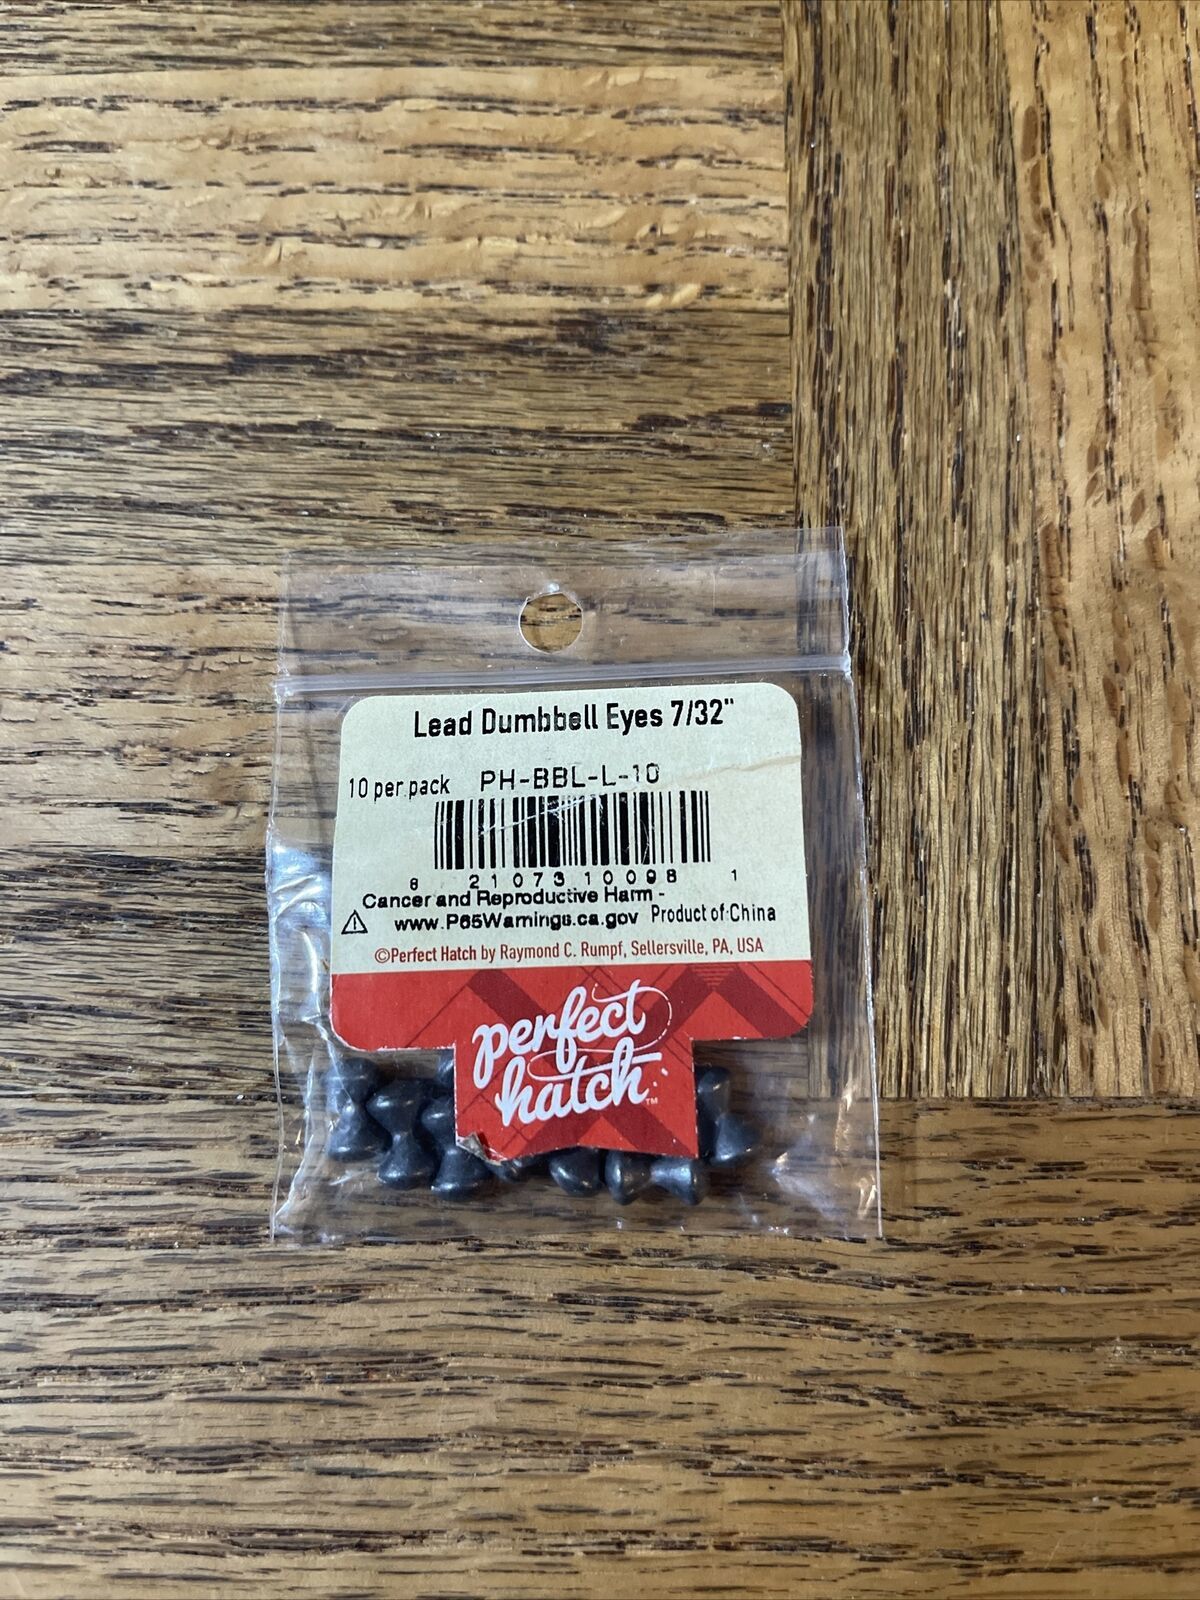 Lead Dumbbell Eyes 7/32"
10 per pack PH-BBL-L-10
8 21073 10098 1
Cancer and Reproductive Harm -
www.P65Warnings.ca.gov Product of China
©Perfect Hatch by Raymond C. Rumpf, Sellersville, PA, USA
perfect
hatch™